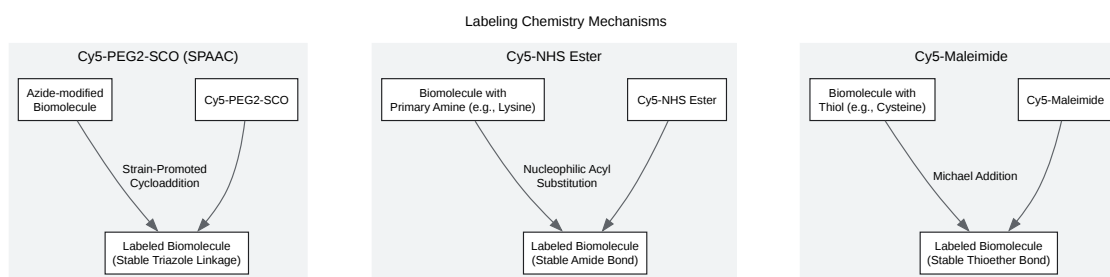 Labeling Chemistry Mechanisms
Cy5-PEG2-SCO (SPAAC)
Azide-modified
Biomolecule
Cy5-PEG2-SCO
Strain-Promoted
Cycloaddition
Labeled Biomolecule
(Stable Triazole Linkage)
Cy5-NHS Ester
Biomolecule with
Primary Amine (e.g., Lysine)
Cy5-NHS Ester
Nucleophilic Acyl
Substitution
Labeled Biomolecule
(Stable Amide Bond)
Cy5-Maleimide
Biomolecule with
Thiol (e.g., Cysteine)
Cy5-Maleimide
Michael Addition
Labeled Biomolecule
(Stable Thioether Bond)